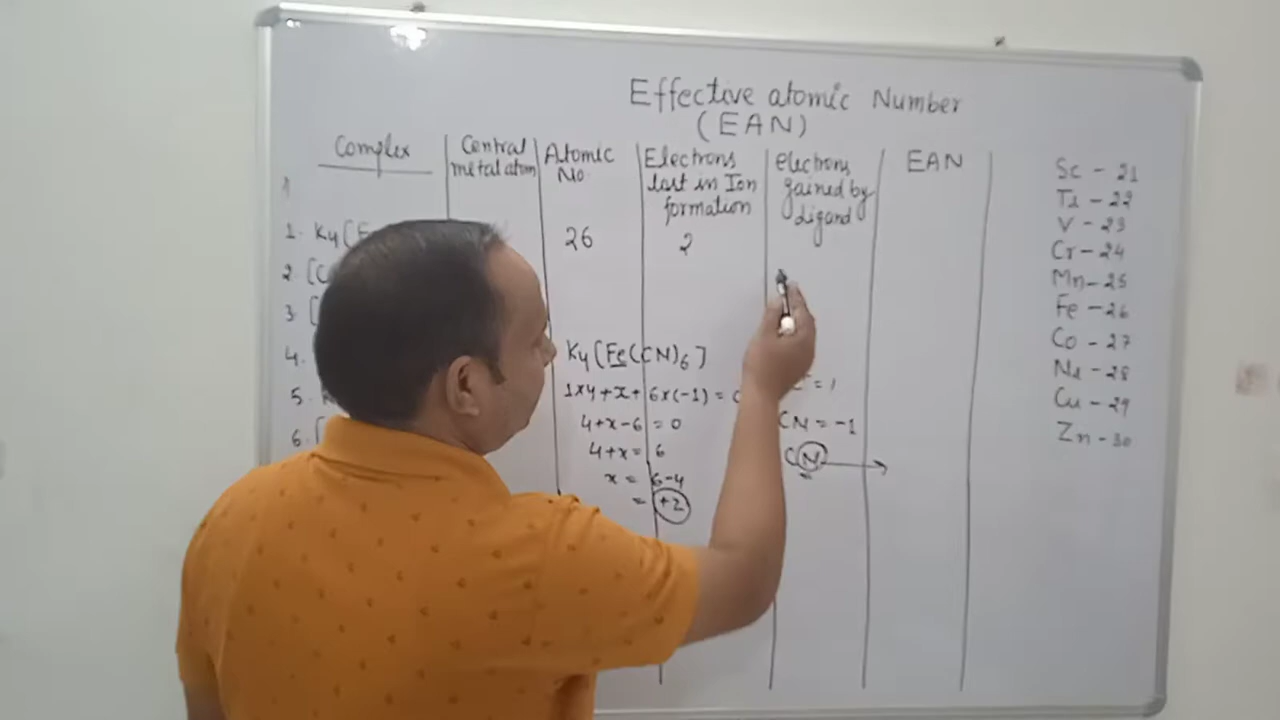 Effective atomic Number
(EAN)
Complex
Central
metal atom
Atomic
No
Electrons
lost in Ion
formation
electrons
gained by
ligand
EAN
1. K4[F
26
2
2. [C
3. [
4.
5. K
6. [
K4[Fe(CN)6]
1x4+x+6x(-1) =
4+x-6 = 0
4+x = 6
x = 6-4
= +2
= 1
CN = -1
CN
Sc - 21
Ti - 22
V - 23
Cr - 24
Mn - 25
Fe - 26
Co - 27
Ni - 28
Cu - 29
Zn - 30